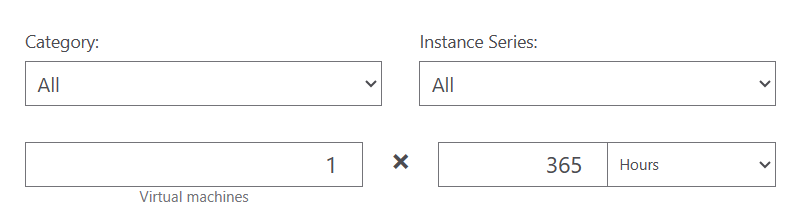 Category:
Instance Series:
All
All
1 × 365 Hours
Virtual machines